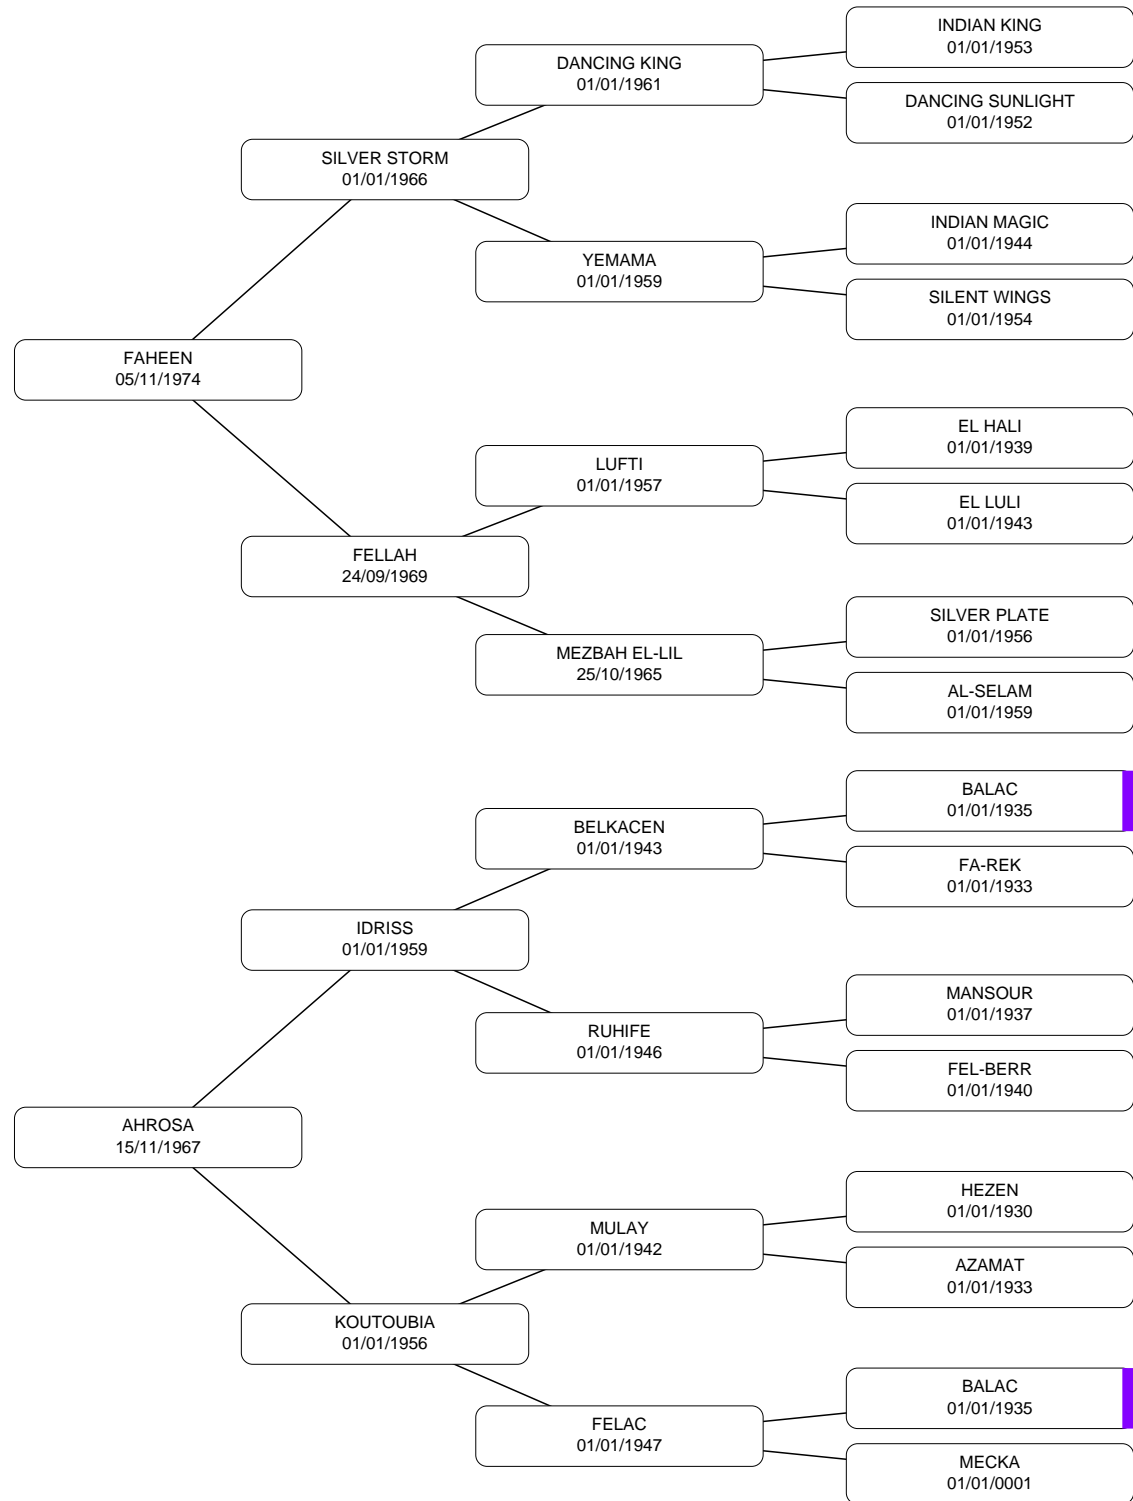 INDIAN KING
01/01/1953
DANCING KING
01/01/1961
DANCING SUNLIGHT
01/01/1952
SILVER STORM
01/01/1966
INDIAN MAGIC
01/01/1944
YEMAMA
01/01/1959
SILENT WINGS
01/01/1954
FAHEEN
05/11/1974
EL HALI
01/01/1939
LUFTI
01/01/1957
EL LULI
01/01/1943
FELLAH
24/09/1969
SILVER PLATE
01/01/1956
MEZBAH EL-LIL
25/10/1965
AL-SELAM
01/01/1959
BALAC
01/01/1935
BELKACEN
01/01/1943
FA-REK
01/01/1933
IDRISS
01/01/1959
MANSOUR
01/01/1937
RUHIFE
01/01/1946
FEL-BERR
01/01/1940
AHROSA
15/11/1967
HEZEN
01/01/1930
MULAY
01/01/1942
AZAMAT
01/01/1933
KOUTOUBIA
01/01/1956
BALAC
01/01/1935
FELAC
01/01/1947
MECKA
01/01/0001